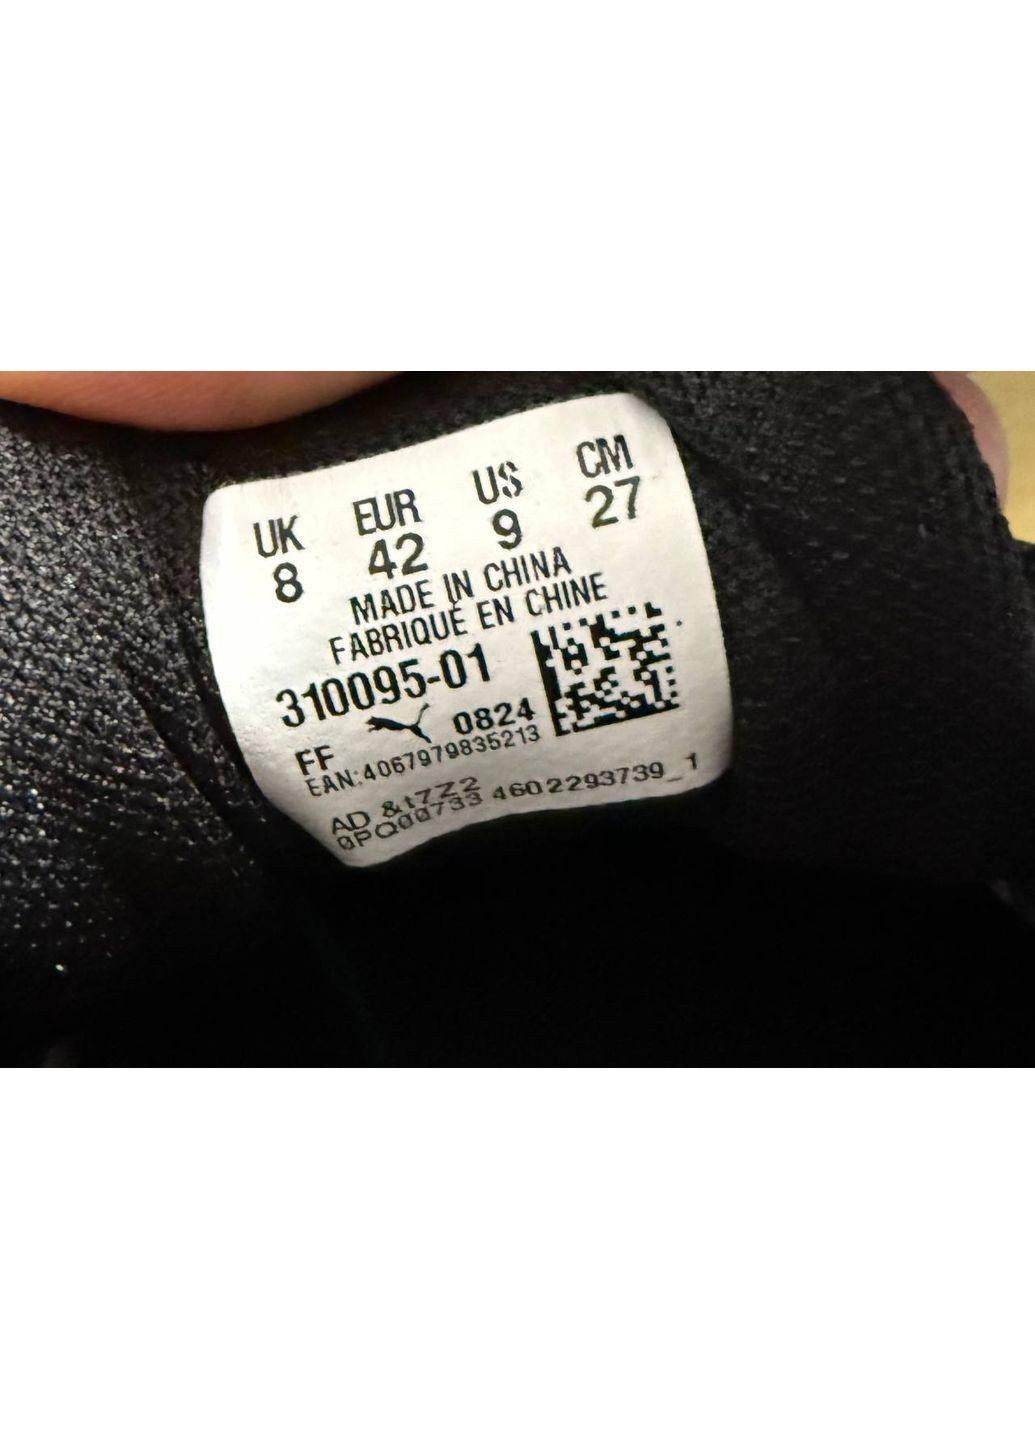 UK EUR US CM
8 42 9 27
MADE IN CHINA
FABRIQUÉ EN CHINE
310095-01
FF 0824
EAN:4067979835213
AD &t7Z2
0PQ00733 4602293739_1